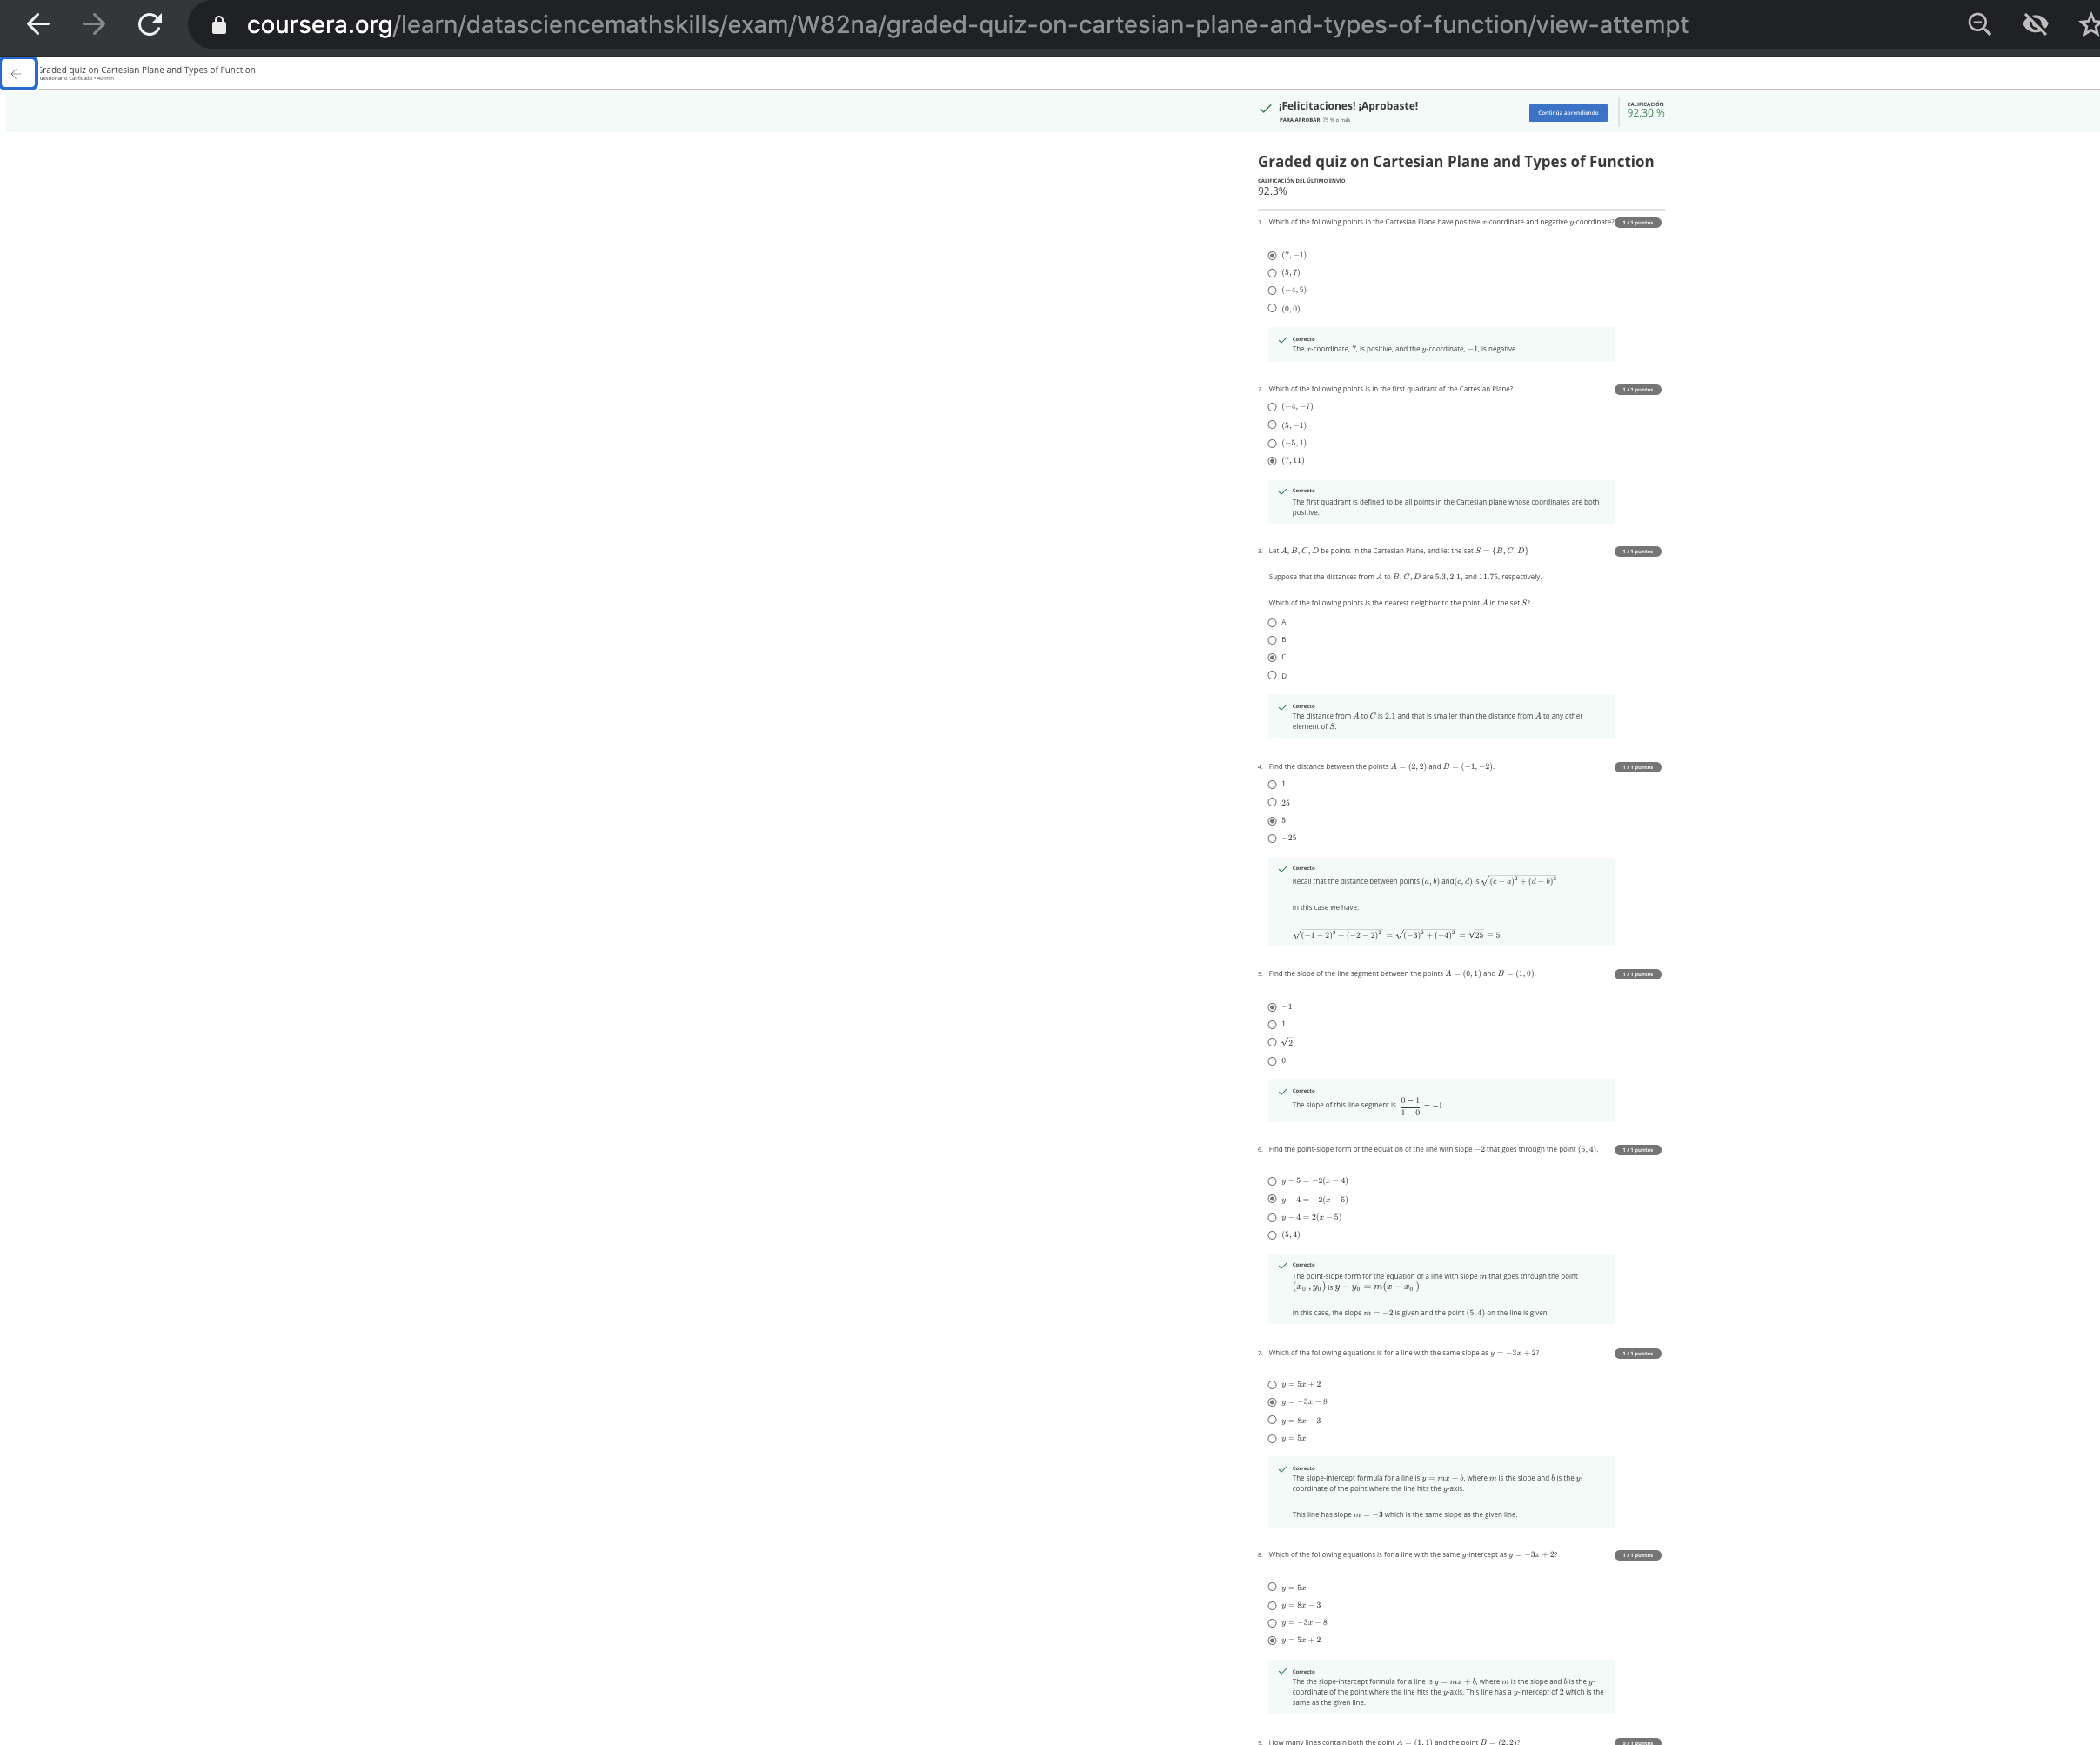 coursera.org/learn/datasciencemathskills/exam/W82na/graded-quiz-on-cartesian-plane-and-types-of-function/view-attempt
Graded quiz on Cartesian Plane and Types of Function
Cuestionario Calificado • 40 min
¡Felicitaciones! ¡Aprobaste!
PARA APROBAR 75 % o más
Continúa aprendiendo
CALIFICACIÓN
92,30 %
Graded quiz on Cartesian Plane and Types of Function
CALIFICACIÓN DEL ÚLTIMO ENVÍO
92.3%
1. Which of the following points in the Cartesian Plane have positive x-coordinate and negative y-coordinate? 1 / 1 puntos
(7, −1)
(5, 7)
(−4, 5)
(0, 0)
Correcto
The x-coordinate, 7, is positive, and the y-coordinate, −1, is negative.
2. Which of the following points is in the first quadrant of the Cartesian Plane? 1 / 1 puntos
(−4, −7)
(5, −1)
(−5, 1)
(7, 11)
Correcto
The first quadrant is defined to be all points in the Cartesian plane whose coordinates are both
positive.
3. Let A, B, C, D be points in the Cartesian Plane, and let the set S = {B, C, D} 1 / 1 puntos
Suppose that the distances from A to B, C, D are 5.3, 2.1, and 11.75, respectively.
Which of the following points is the nearest neighbor to the point A in the set S?
A
B
C
D
Correcto
The distance from A to C is 2.1 and that is smaller than the distance from A to any other
element of S.
4. Find the distance between the points A = (2, 2) and B = (−1, −2). 1 / 1 puntos
1
25
5
−25
Correcto
Recall that the distance between points (a, b) and(c, d) is √(c − a)² + (d − b)²
In this case we have:
√(−1 − 2)² + (−2 − 2)² = √(−3)² + (−4)² = √25 = 5
5. Find the slope of the line segment between the points A = (0, 1) and B = (1, 0). 1 / 1 puntos
−1
1
√2
0
Correcto
The slope of this line segment is (0 − 1)/(1 − 0) = −1
6. Find the point-slope form of the equation of the line with slope −2 that goes through the point (5, 4). 1 / 1 puntos
y − 5 = −2(x − 4)
y − 4 = −2(x − 5)
y − 4 = 2(x − 5)
(5, 4)
Correcto
The point-slope form for the equation of a line with slope m that goes through the point
(x₀, y₀) is y − y₀ = m(x − x₀).
In this case, the slope m = −2 is given and the point (5, 4) on the line is given.
7. Which of the following equations is for a line with the same slope as y = −3x + 2? 1 / 1 puntos
y = 5x + 2
y = −3x − 8
y = 8x − 3
y = 5x
Correcto
The slope-intercept formula for a line is y = mx + b, where m is the slope and b is the y-
coordinate of the point where the line hits the y-axis.
This line has slope m = −3 which is the same slope as the given line.
8. Which of the following equations is for a line with the same y-intercept as y = −3x + 2? 1 / 1 puntos
y = 5x
y = 8x − 3
y = −3x − 8
y = 5x + 2
Correcto
The the slope-intercept formula for a line is y = mx + b, where m is the slope and b is the y-
coordinate of the point where the line hits the y-axis. This line has a y-intercept of 2 which is the
same as the given line.
9. How many lines contain both the point A = (1, 1) and the point B = (2, 2)?